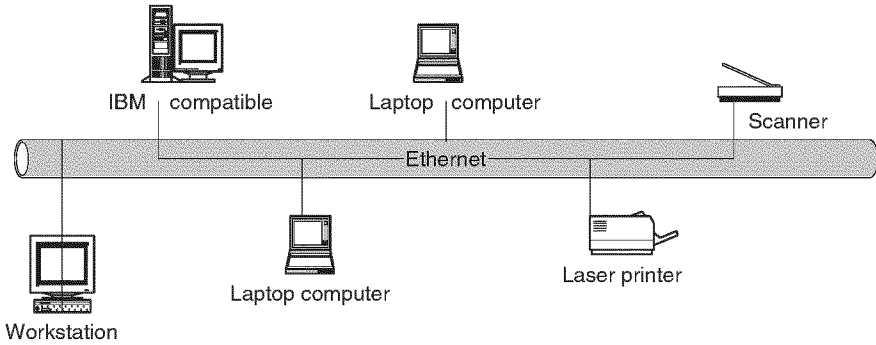 IBM compatible
Laptop computer
Scanner
Ethernet
Laptop computer
Laser printer
Workstation